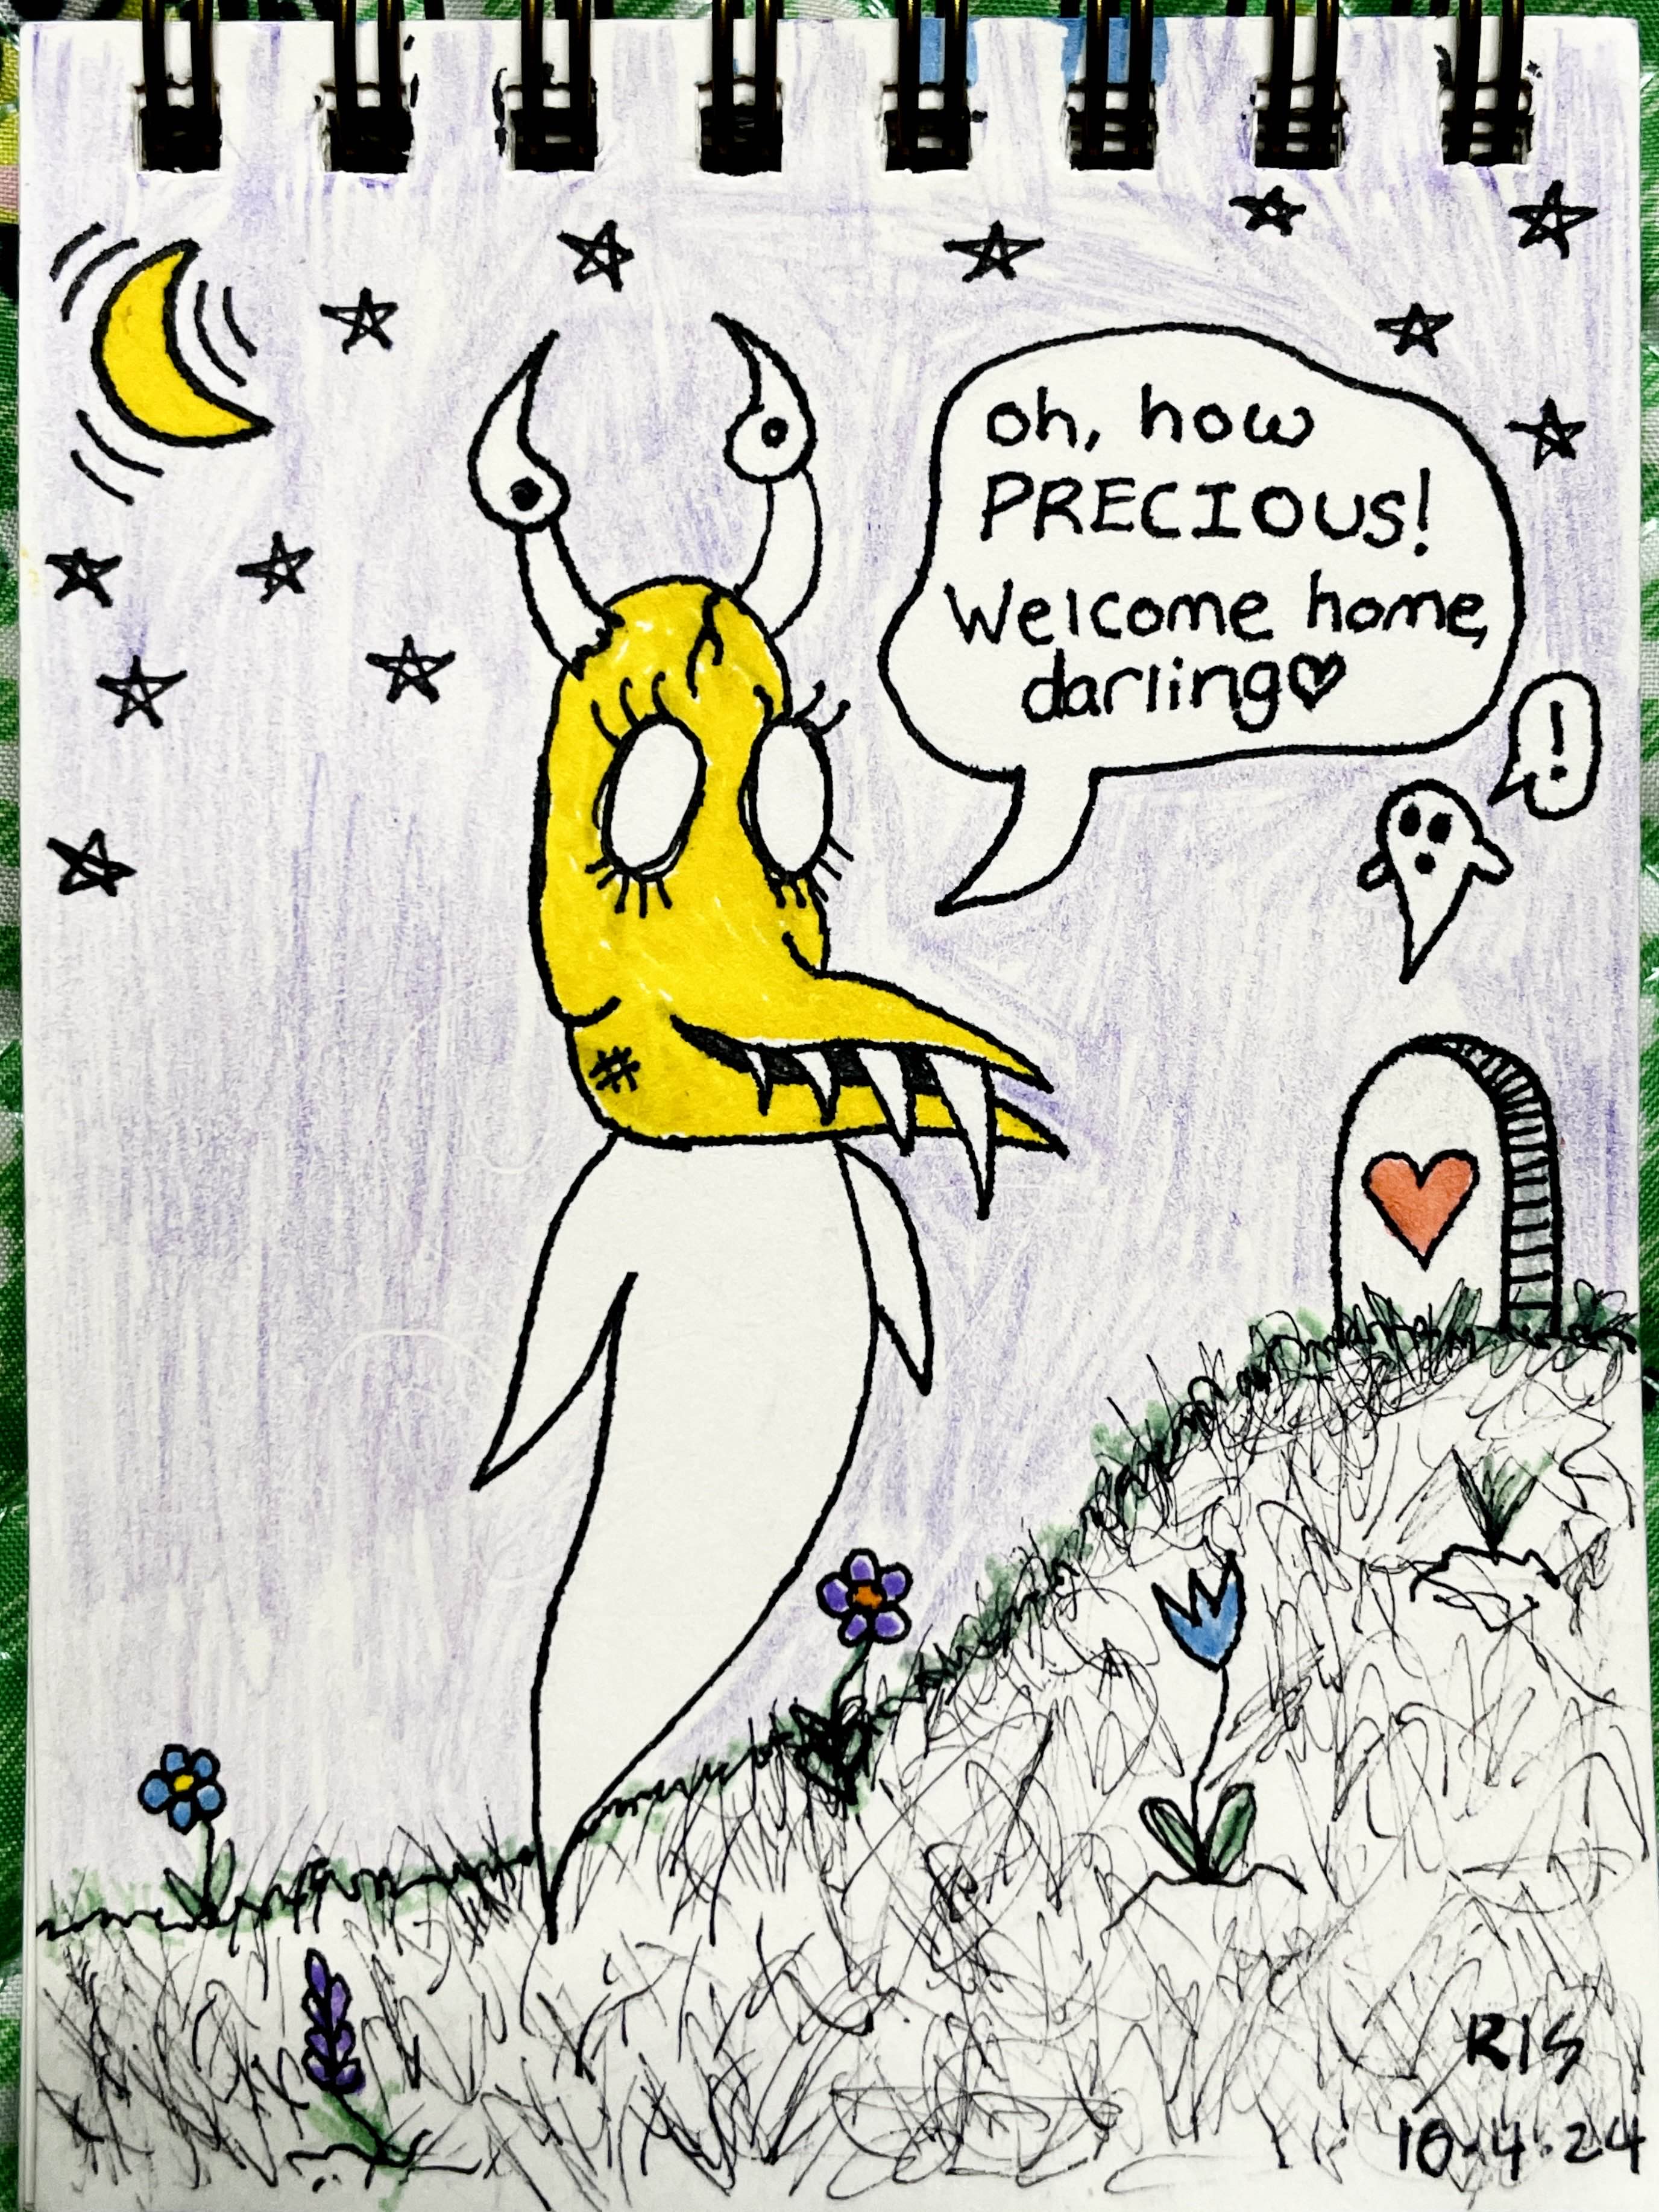 oh, how
PRECIOUS!
Welcome home,
darling♡
!
RIS
10.4.24